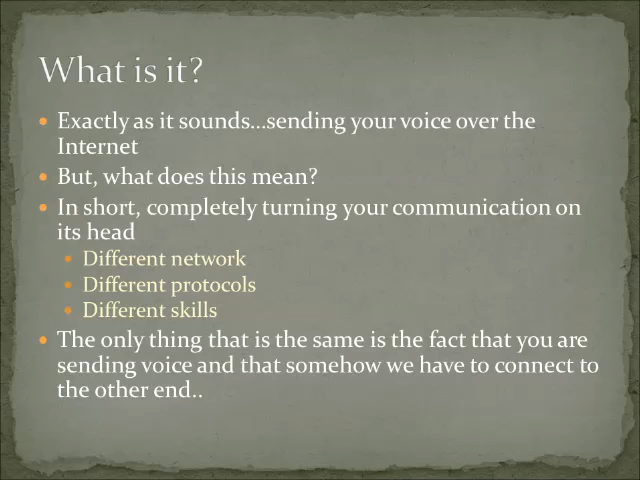 What is it?
Exactly as it sounds...sending your voice over the
Internet
But, what does this mean?
In short, completely turning your communication on
its head
Different network
Different protocols
Different skills
The only thing that is the same is the fact that you are
sending voice and that somehow we have to connect to
the other end..